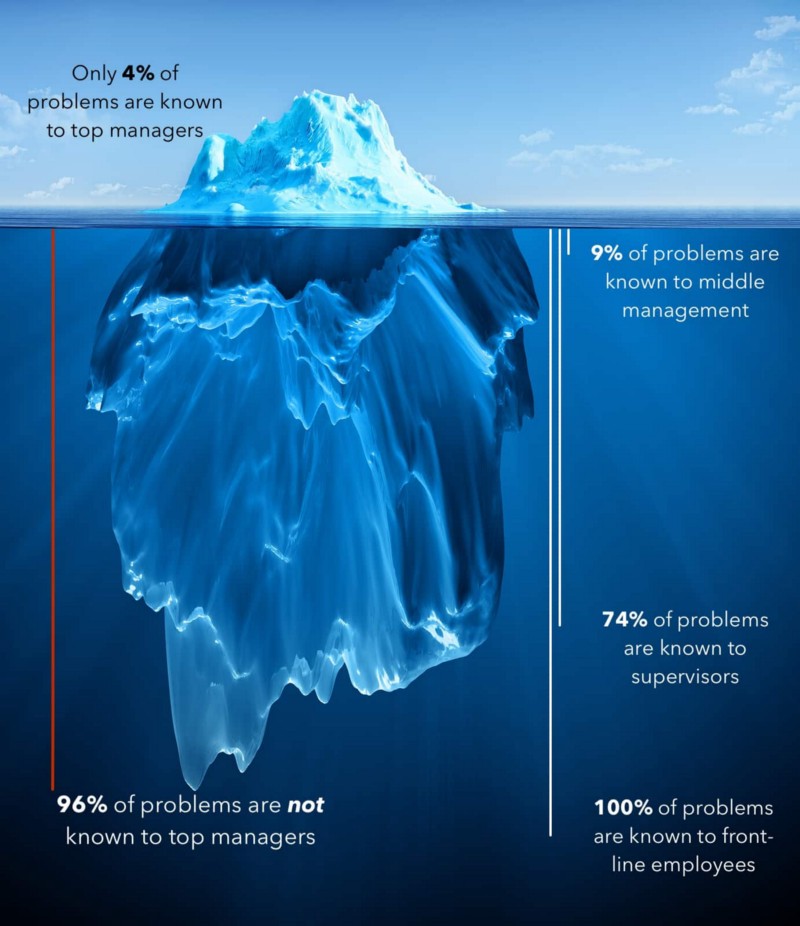 Only 4% of
problems are known
to top managers
9% of problems are
known to middle
management
74% of problems
are known to
supervisors
96% of problems are not
known to top managers
100% of problems
are known to front-
line employees